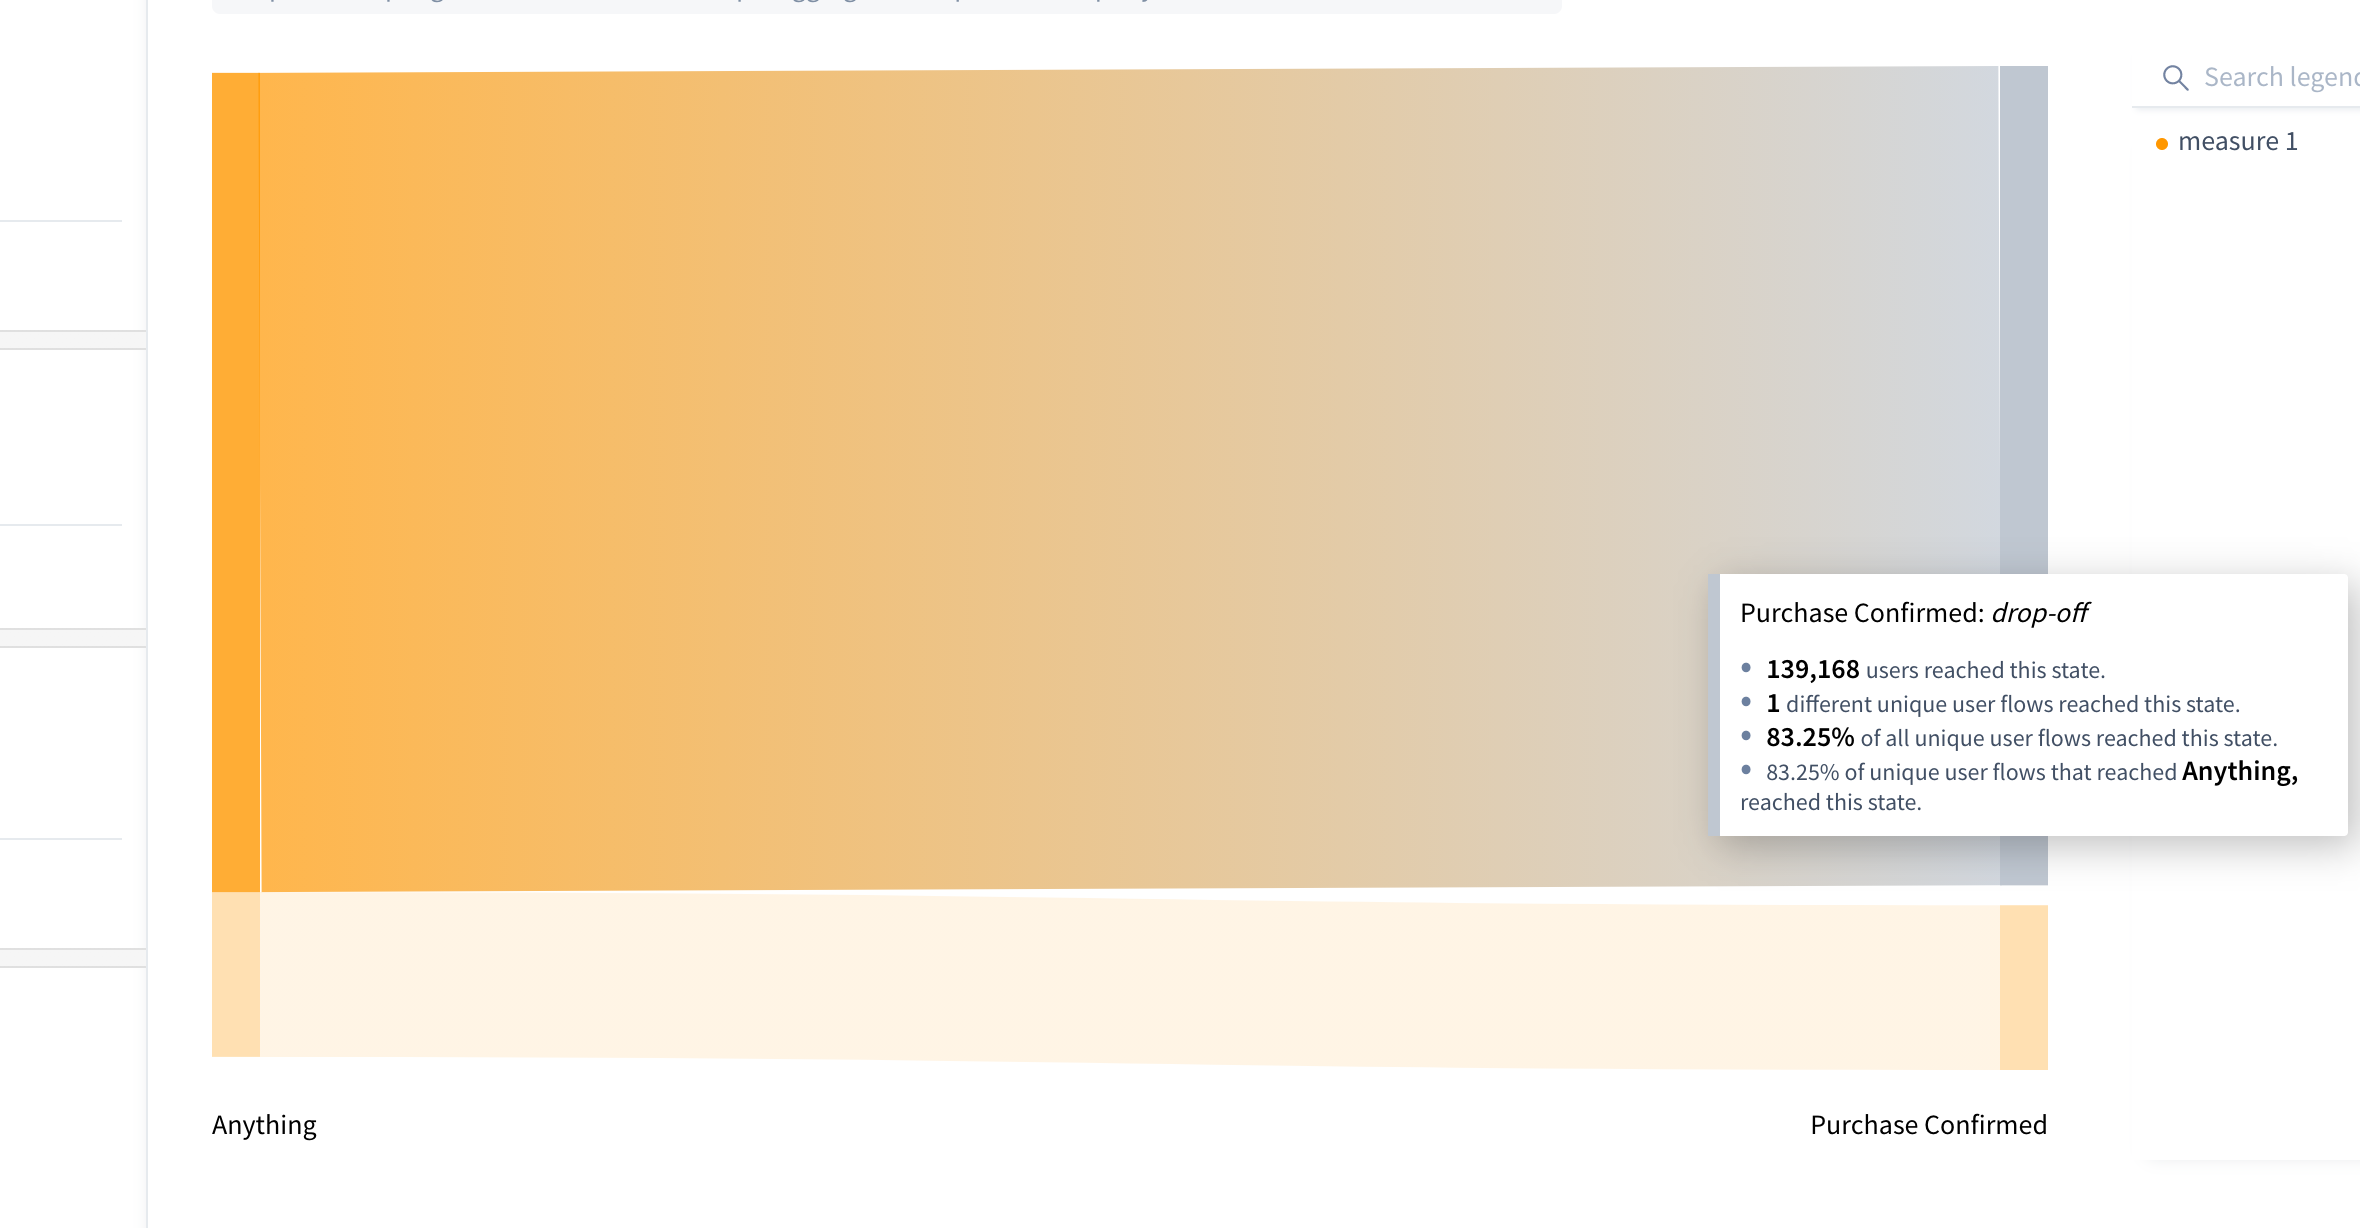 Search legend
measure 1
Purchase Confirmed: drop-off
• 139,168 users reached this state.
• 1 different unique user flows reached this state.
• 83.25% of all unique user flows reached this state.
• 83.25% of unique user flows that reached Anything,
reached this state.
Anything
Purchase Confirmed